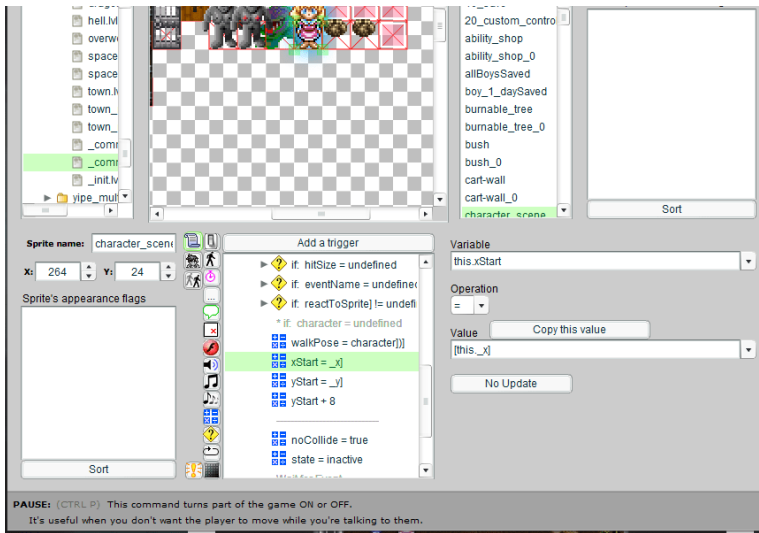 hell.lvl
20_custom_contro
overwo
ability_shop
space
ability_shop_0
space
allBoysSaved
town.lv
boy_1_daySaved
town_
burnable_tree
town_
burnable_tree_0
_comm
bush
_comm
bush_0
_init.lv
cart-wall
yipe_mult
cart-wall_0
character_scene
Sort
Sprite name: character_scene
Add a trigger
Variable
X: 264 Y: 24
if: hitSize = undefined
this.xStart
Sprite's appearance flags
if: eventName = undefined
Operation
if: reactToSprite] != undefi
=
* if: character = undefined
Value
Copy this value
walkPose = character])]
[this._x]
xStart = _x]
yStart = _y]
No Update
yStart + 8
...
noCollide = true
state = inactive
Sort
WaitforEvent
PAUSE: (CTRL P) This command turns part of the game ON or OFF.
It's useful when you don't want the player to move while you're talking to them.